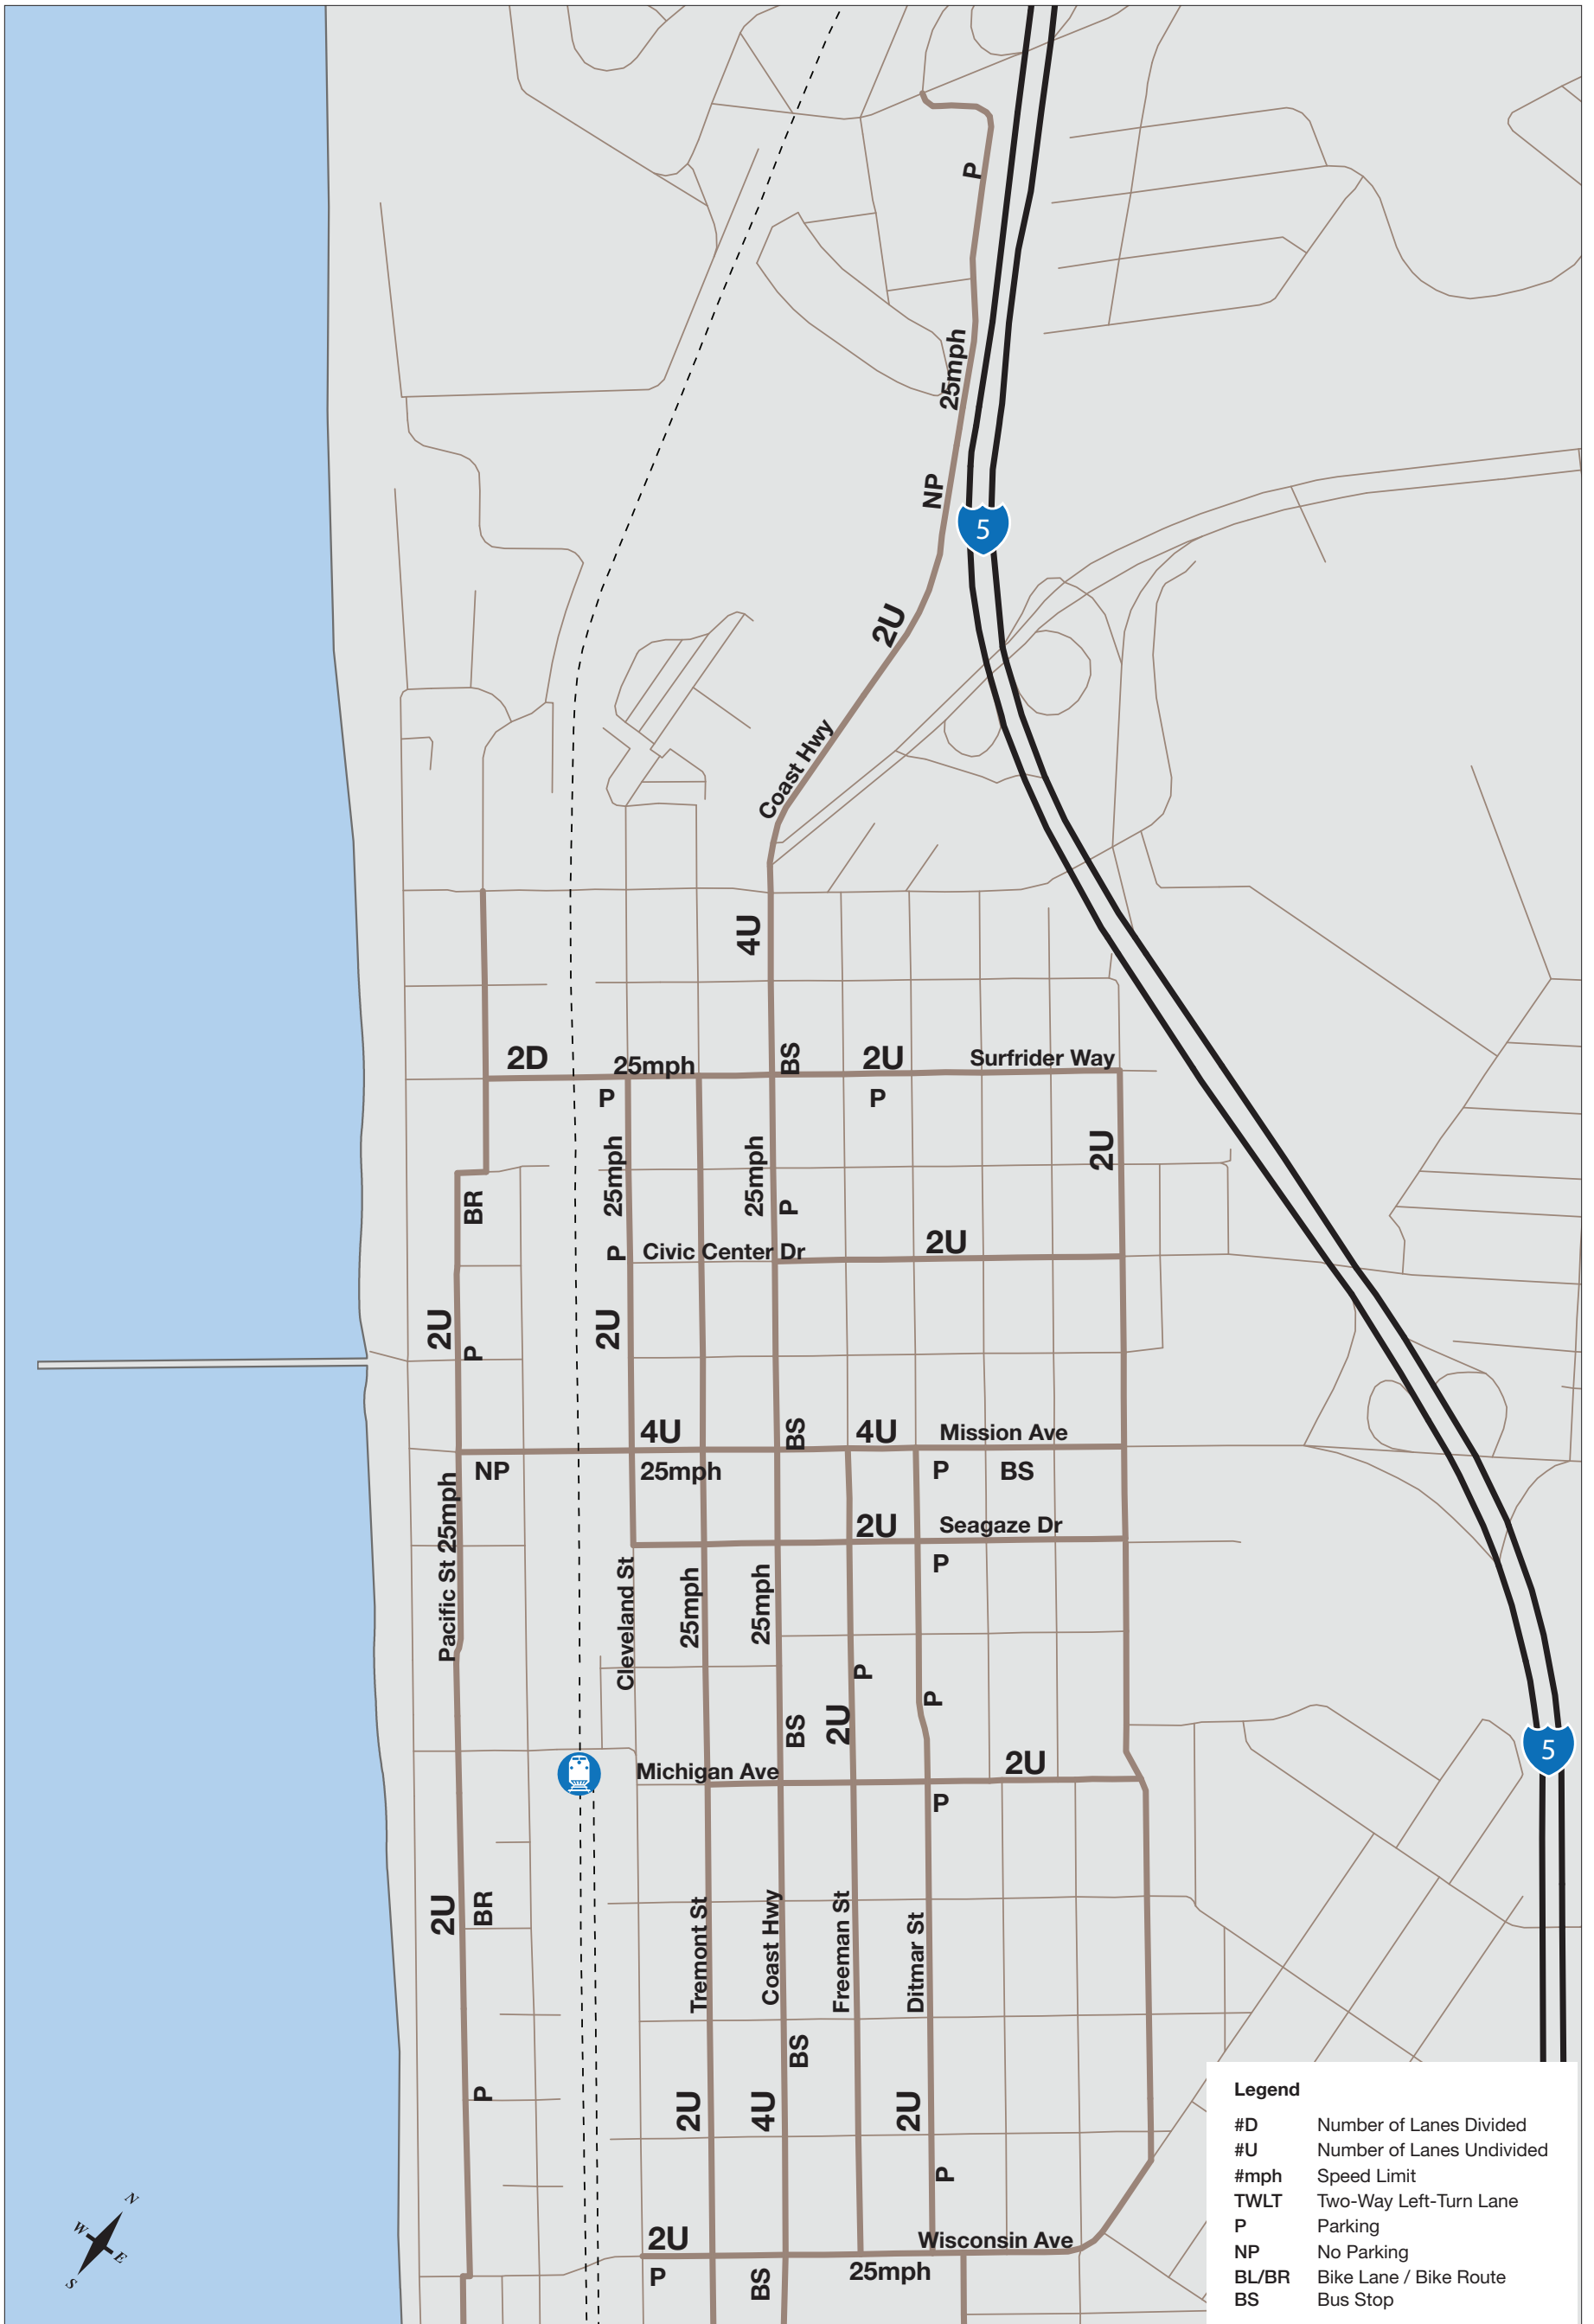 P
25mph
NP
5
2U
Coast Hwy
4U
2D
25mph
BS
2U
Surfrider Way
P
P
2U
25mph
25mph
BR
P
P
Civic Center Dr
2U
2U
2U
P
4U
BS
4U
Mission Ave
NP
25mph
P
BS
Pacific St 25mph
2U
Seagaze Dr
P
Cleveland St
25mph
25mph
P
P
BS
2U
5
Michigan Ave
2U
P
2U
BR
Tremont St
Coast Hwy
Freeman St
Ditmar St
BS
P
2U
4U
2U
P
2U
Wisconsin Ave
P
BS
25mph
N
W
E
S
Legend
#D Number of Lanes Divided
#U Number of Lanes Undivided
#mph Speed Limit
TWLT Two-Way Left-Turn Lane
P Parking
NP No Parking
BL/BR Bike Lane / Bike Route
BS Bus Stop